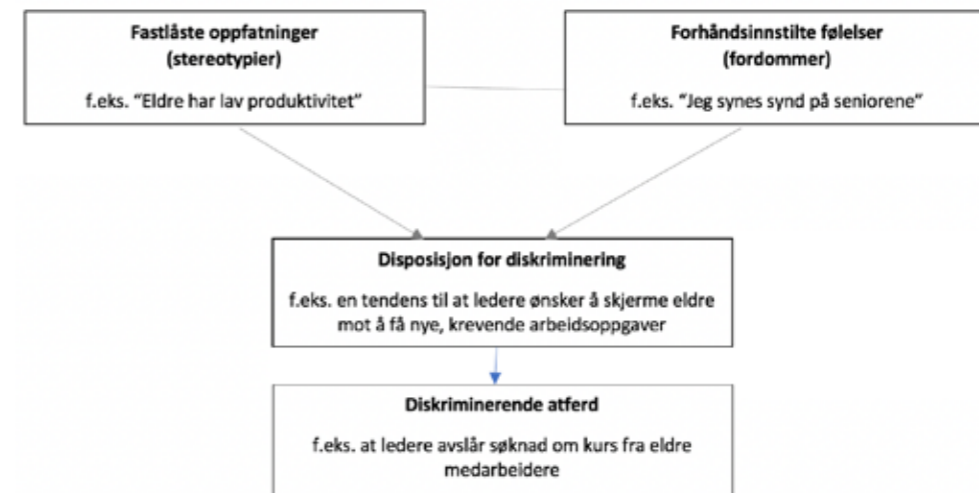 Fastlåste oppfatninger
(stereotypier)
f.eks. “Eldre har lav produktivitet”
Forhåndsinnstilte følelser
(fordommer)
f.eks. “Jeg synes synd på seniorene”
Disposisjon for diskriminering
f.eks. en tendens til at ledere ønsker å skjerme eldre
mot å få nye, krevende arbeidsoppgaver
Diskriminerende atferd
f.eks. at ledere avslår søknad om kurs fra eldre
medarbeidere